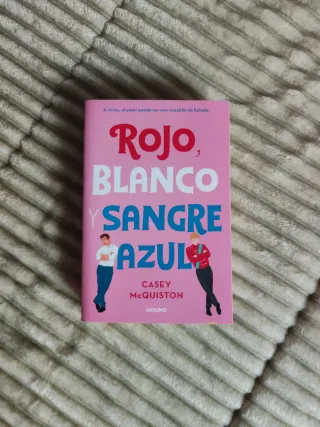 A veces, el amor puede ser una cuestión de Estado.
ROJO,
BLANCO
Y SANGRE
AZUL
CASEY
McQUISTON
MOLINO